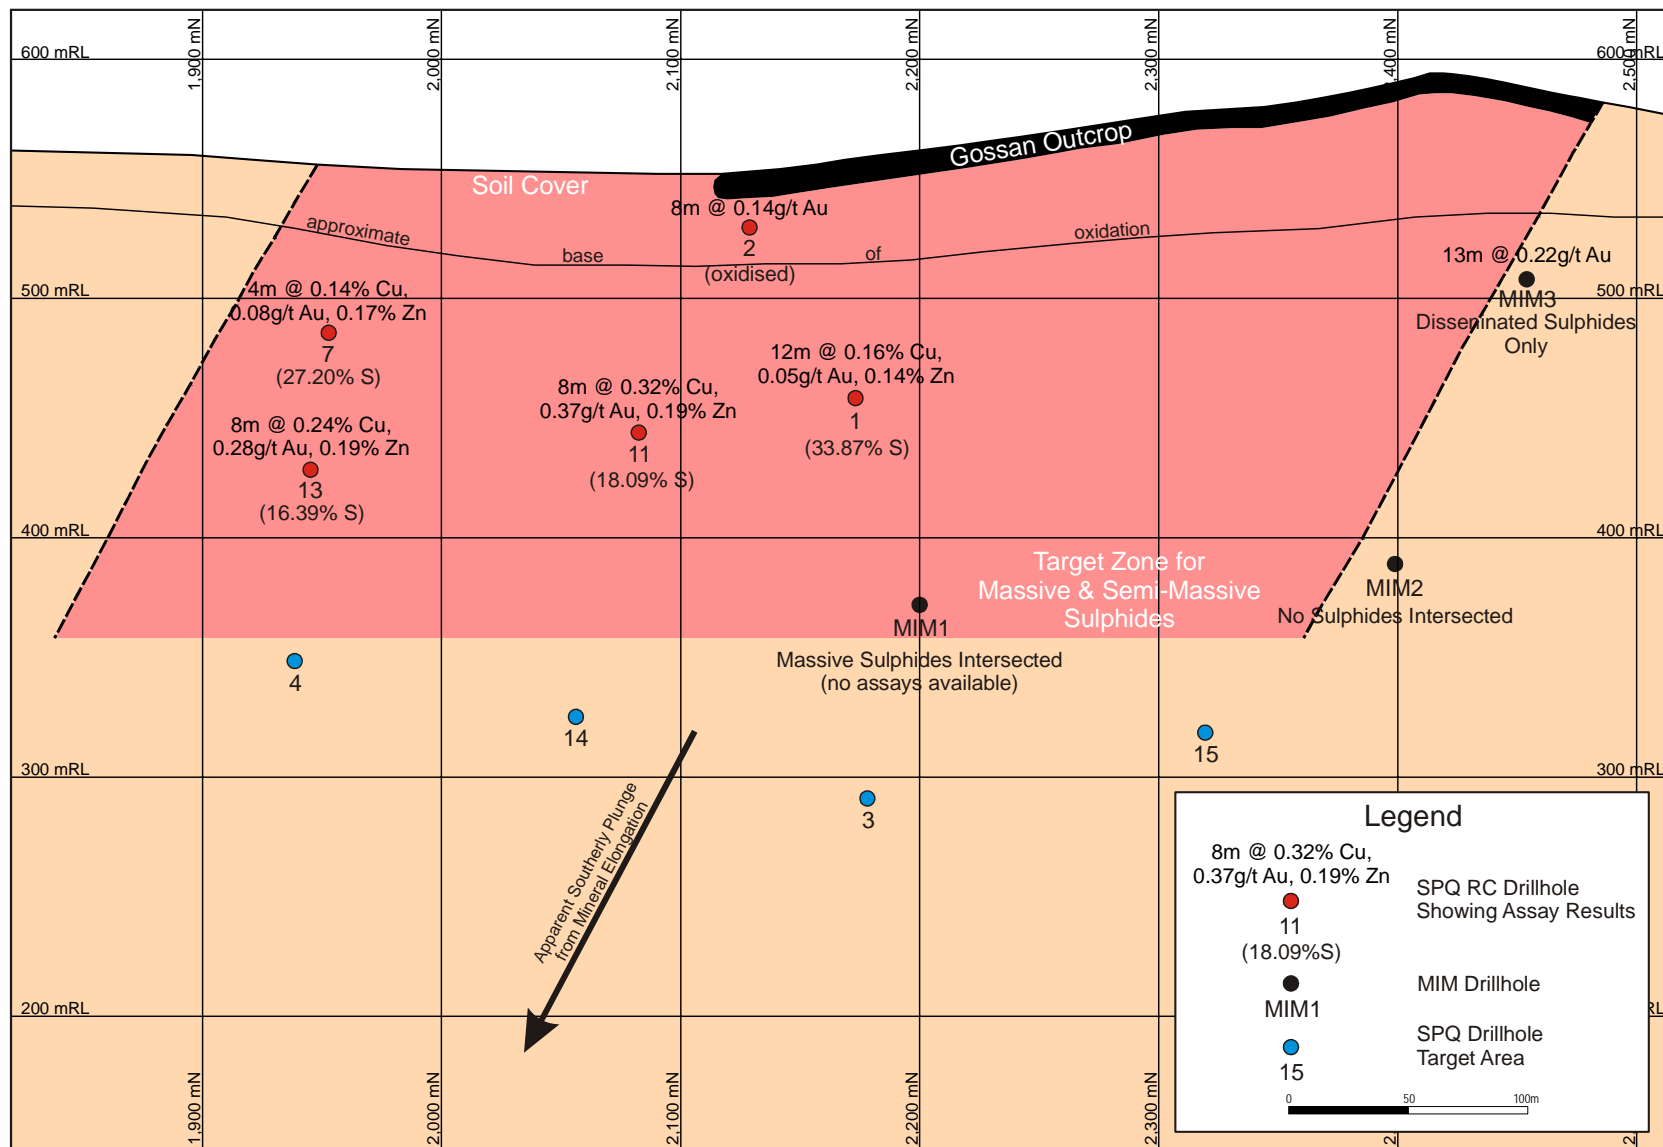 1,900 mN
2,000 mN
2,100 mN
2,200 mN
2,300 mN
2,400 mN
2,500 mN
600 mRL
600 mRL
Gossan Outcrop
Soil Cover
8m @ 0.14g/t Au
2
(oxidised)
approximate
base
of
oxidation
13m @ 0.22g/t Au
MIM3
Disseminated Sulphides
Only
500 mRL
500 mRL
4m @ 0.14% Cu,
0.08g/t Au, 0.17% Zn
7
(27.20% S)
12m @ 0.16% Cu,
0.05g/t Au, 0.14% Zn
1
(33.87% S)
8m @ 0.32% Cu,
0.37g/t Au, 0.19% Zn
11
(18.09% S)
8m @ 0.24% Cu,
0.28g/t Au, 0.19% Zn
13
(16.39% S)
400 mRL
400 mRL
Target Zone for
Massive & Semi-Massive
Sulphides
MIM2
No Sulphides Intersected
MIM1
Massive Sulphides Intersected
(no assays available)
4
14
15
3
300 mRL
300 mRL
Apparent Southerly Plunge
from Mineral Elongation
Legend
8m @ 0.32% Cu,
0.37g/t Au, 0.19% Zn
11
(18.09%S)
SPQ RC Drillhole
Showing Assay Results
MIM1
MIM Drillhole
15
SPQ Drillhole
Target Area
0 50 100m
200 mRL
RL
1,900 mN
2,000 mN
2,100 mN
2,200 mN
2,300 mN
2
2